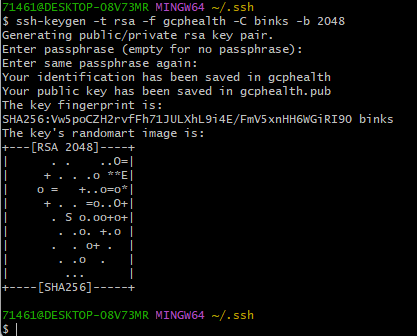 71461@DESKTOP-O8V73MR MINGW64 ~/.ssh
$ ssh-keygen -t rsa -f gcphealth -C binks -b 2048
Generating public/private rsa key pair.
Enter passphrase (empty for no passphrase):
Enter same passphrase again:
Your identification has been saved in gcphealth
Your public key has been saved in gcphealth.pub
The key fingerprint is:
SHA256:Vw5poCZH2rvfFh71JULXhL9i4E/FmV5xnHH6WGiRI9O binks
The key's randomart image is:
+---[RSA 2048]----+
|      . .    ..O=|
|     + . . .o **E|
|    o =   +..o=o*|
|     + . . =o..O+|
|      . S o.oo+o+|
|       . .o. +.o |
|      .  . o+ .  |
|       . .o  .   |
|        ...      |
+----[SHA256]-----+
71461@DESKTOP-O8V73MR MINGW64 ~/.ssh
$